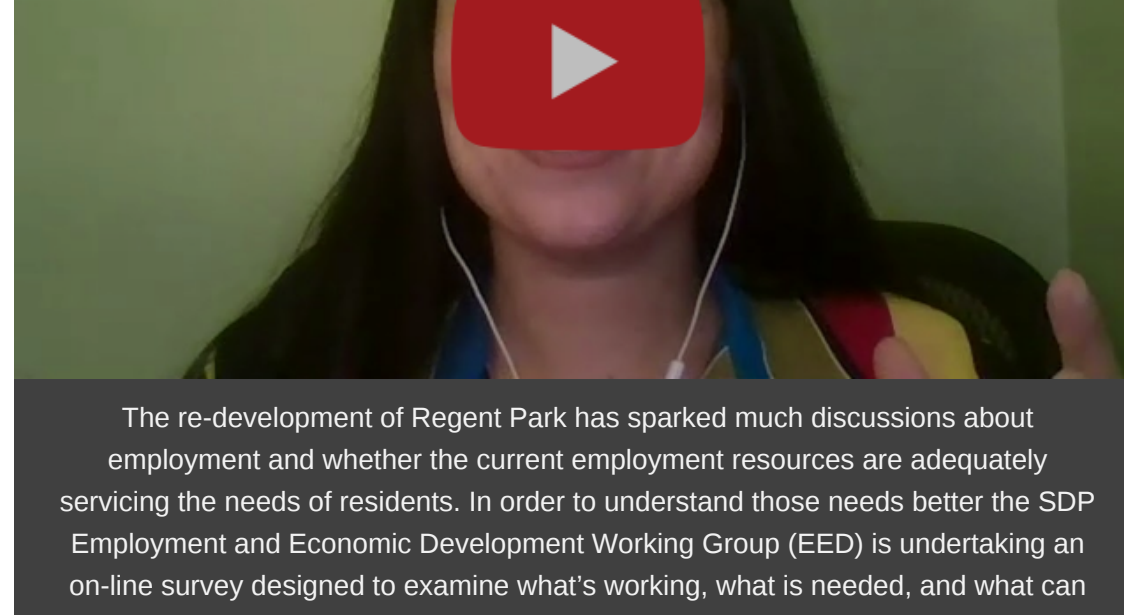 The re-development of Regent Park has sparked much discussions about
employment and whether the current employment resources are adequately
servicing the needs of residents. In order to understand those needs better the SDP
Employment and Economic Development Working Group (EED) is undertaking an
on-line survey designed to examine what’s working, what is needed, and what can